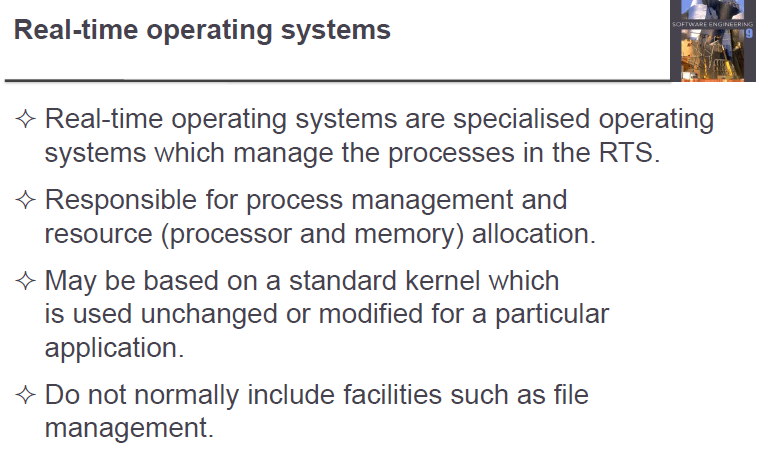 Real-time operating systems
SOFTWARE ENGINEERING
9
✧ Real-time operating systems are specialised operating
systems which manage the processes in the RTS.
✧ Responsible for process management and
resource (processor and memory) allocation.
✧ May be based on a standard kernel which
is used unchanged or modified for a particular
application.
✧ Do not normally include facilities such as file
management.